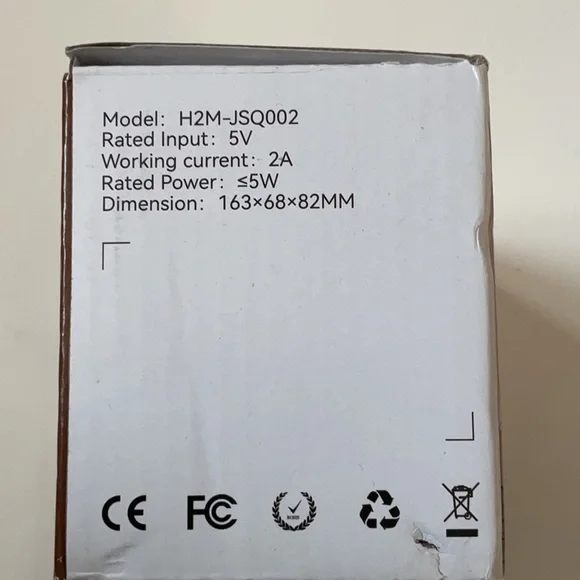 Model: H2M-JSQ002
Rated Input: 5V
Working current: 2A
Rated Power: ≤5W
Dimension: 163×68×82MM
CE FC